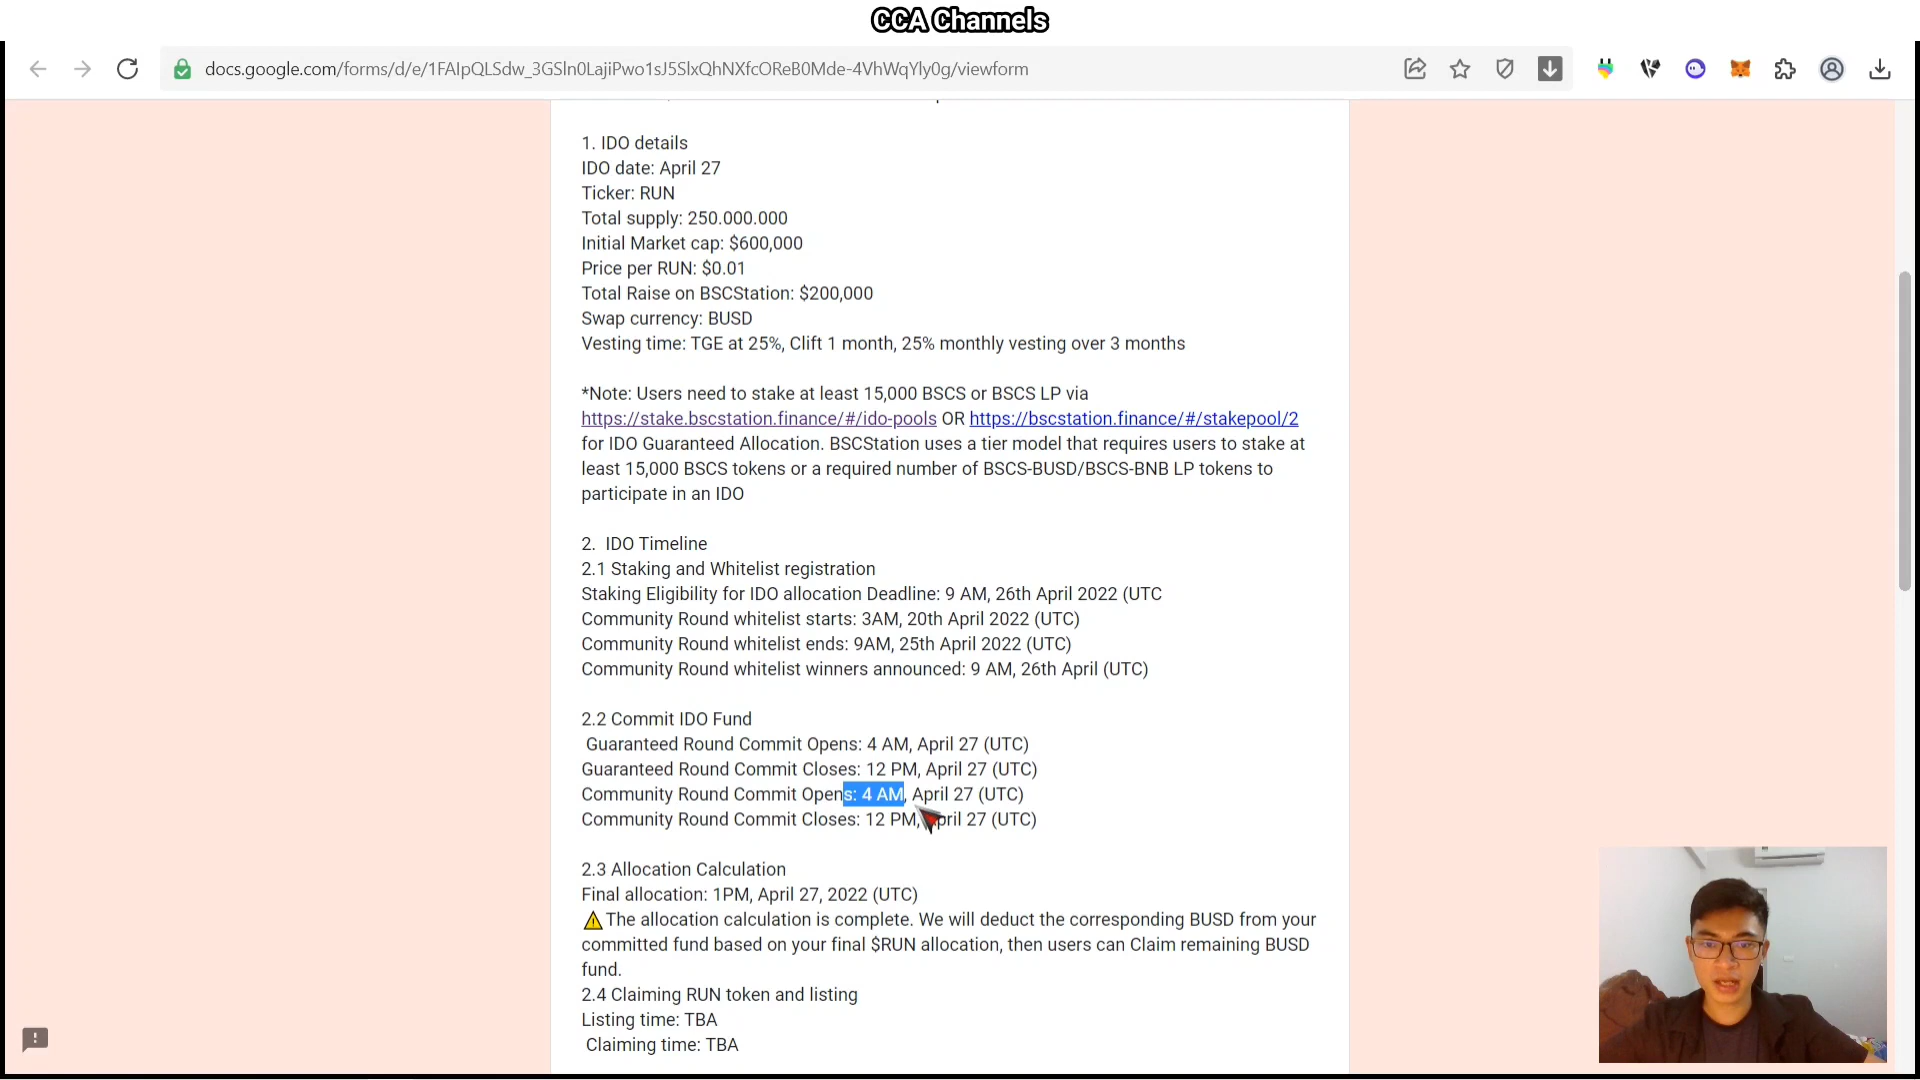 CCA Channels
docs.google.com/forms/d/e/1FAIpQLSdw_3GSln0LajiPwo1sJ5SlxQhNXfcOReB0Mde-4VhWqYly0g/viewform
1. IDO details
IDO date: April 27
Ticker: RUN
Total supply: 250.000.000
Initial Market cap: $600,000
Price per RUN: $0.01
Total Raise on BSCStation: $200,000
Swap currency: BUSD
Vesting time: TGE at 25%, Clift 1 month, 25% monthly vesting over 3 months
*Note: Users need to stake at least 15,000 BSCS or BSCS LP via
https://stake.bscstation.finance/#/ido-pools OR https://bscstation.finance/#/stakepool/2
for IDO Guaranteed Allocation. BSCStation uses a tier model that requires users to stake at
least 15,000 BSCS tokens or a required number of BSCS-BUSD/BSCS-BNB LP tokens to
participate in an IDO
2.  IDO Timeline
2.1 Staking and Whitelist registration
Staking Eligibility for IDO allocation Deadline: 9 AM, 26th April 2022 (UTC
Community Round whitelist starts: 3AM, 20th April 2022 (UTC)
Community Round whitelist ends: 9AM, 25th April 2022 (UTC)
Community Round whitelist winners announced: 9 AM, 26th April (UTC)
2.2 Commit IDO Fund
Guaranteed Round Commit Opens: 4 AM, April 27 (UTC)
Guaranteed Round Commit Closes: 12 PM, April 27 (UTC)
Community Round Commit Opens: 4 AM, April 27 (UTC)
Community Round Commit Closes: 12 PM, April 27 (UTC)
2.3 Allocation Calculation
Final allocation: 1PM, April 27, 2022 (UTC)
⚠The allocation calculation is complete. We will deduct the corresponding BUSD from your
committed fund based on your final $RUN allocation, then users can Claim remaining BUSD
fund.
2.4 Claiming RUN token and listing
Listing time: TBA
Claiming time: TBA